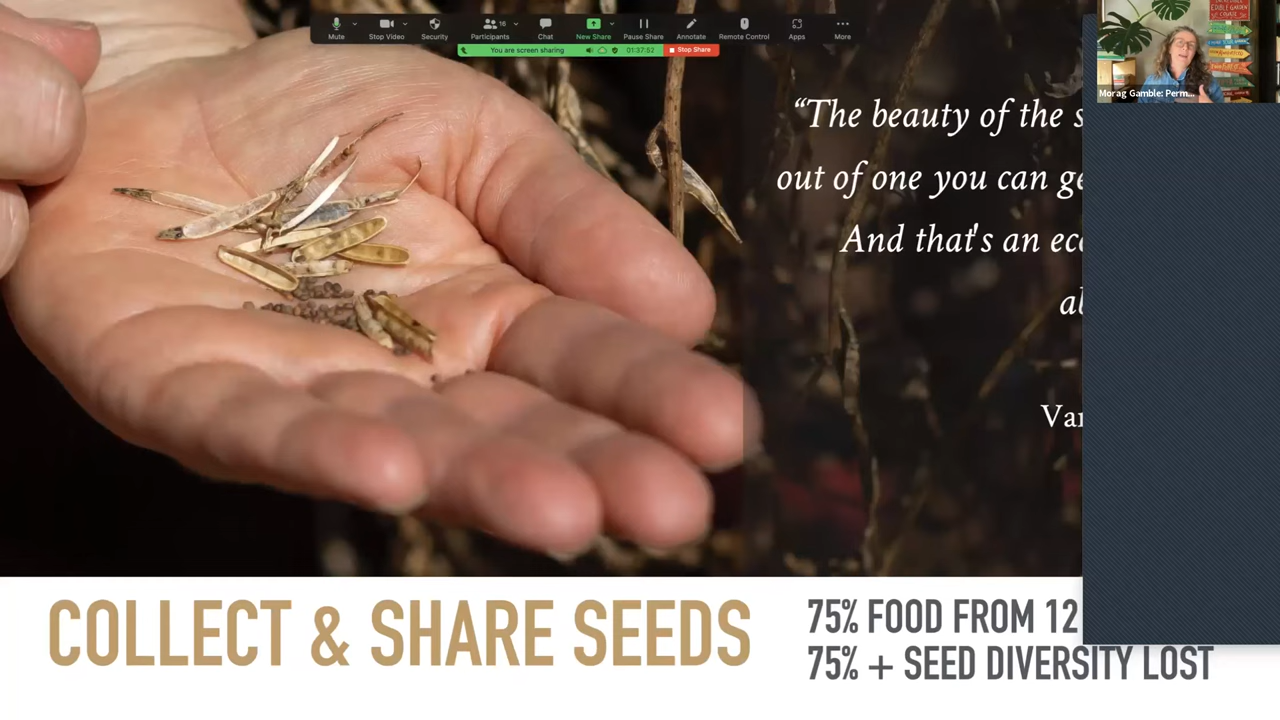 16
Mute
Stop Video
Security
Participants
Chat
New Share
Pause Share
Annotate
Remote Control
Apps
More
You are screen sharing
01:37:52
Stop Share
Morag Gamble: Perm...
“The beauty of the s
out of one you can ge
And that's an ec
al
Var
COLLECT & SHARE SEEDS
75% FOOD FROM 12
75% + SEED DIVERSITY LOST